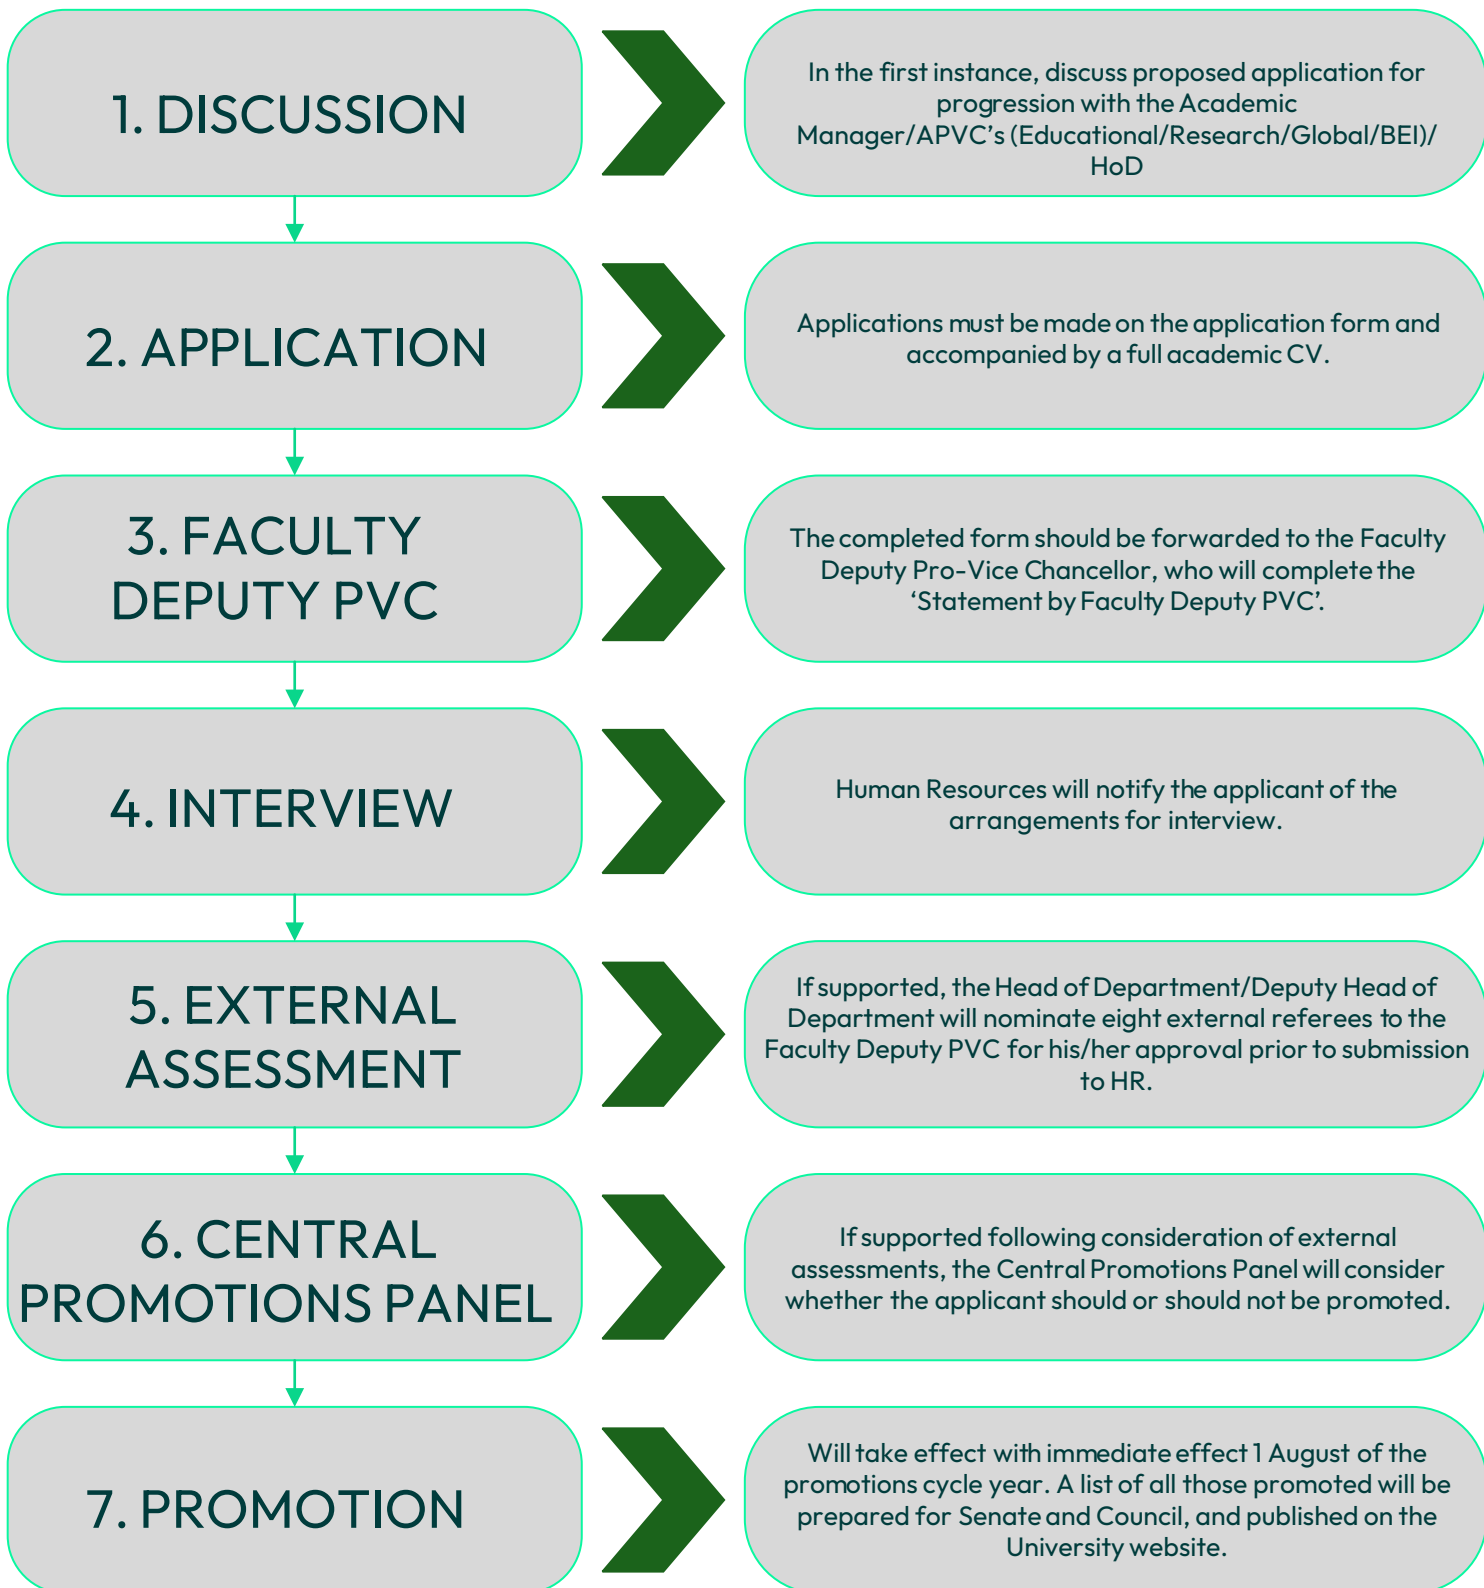 1. DISCUSSION
In the first instance, discuss proposed application for
progression with the Academic
Manager/APVC’s (Educational/Research/Global/BEI)/
HoD
2. APPLICATION
Applications must be made on the application form and
accompanied by a full academic CV.
3. FACULTY
DEPUTY PVC
The completed form should be forwarded to the Faculty
Deputy Pro-Vice Chancellor, who will complete the
‘Statement by Faculty Deputy PVC’.
4. INTERVIEW
Human Resources will notify the applicant of the
arrangements for interview.
5. EXTERNAL
ASSESSMENT
If supported, the Head of Department/Deputy Head of
Department will nominate eight external referees to the
Faculty Deputy PVC for his/her approval prior to submission
to HR.
6. CENTRAL
PROMOTIONS PANEL
If supported following consideration of external
assessments, the Central Promotions Panel will consider
whether the applicant should or should not be promoted.
7. PROMOTION
Will take effect with immediate effect 1 August of the
promotions cycle year. A list of all those promoted will be
prepared for Senate and Council, and published on the
University website.